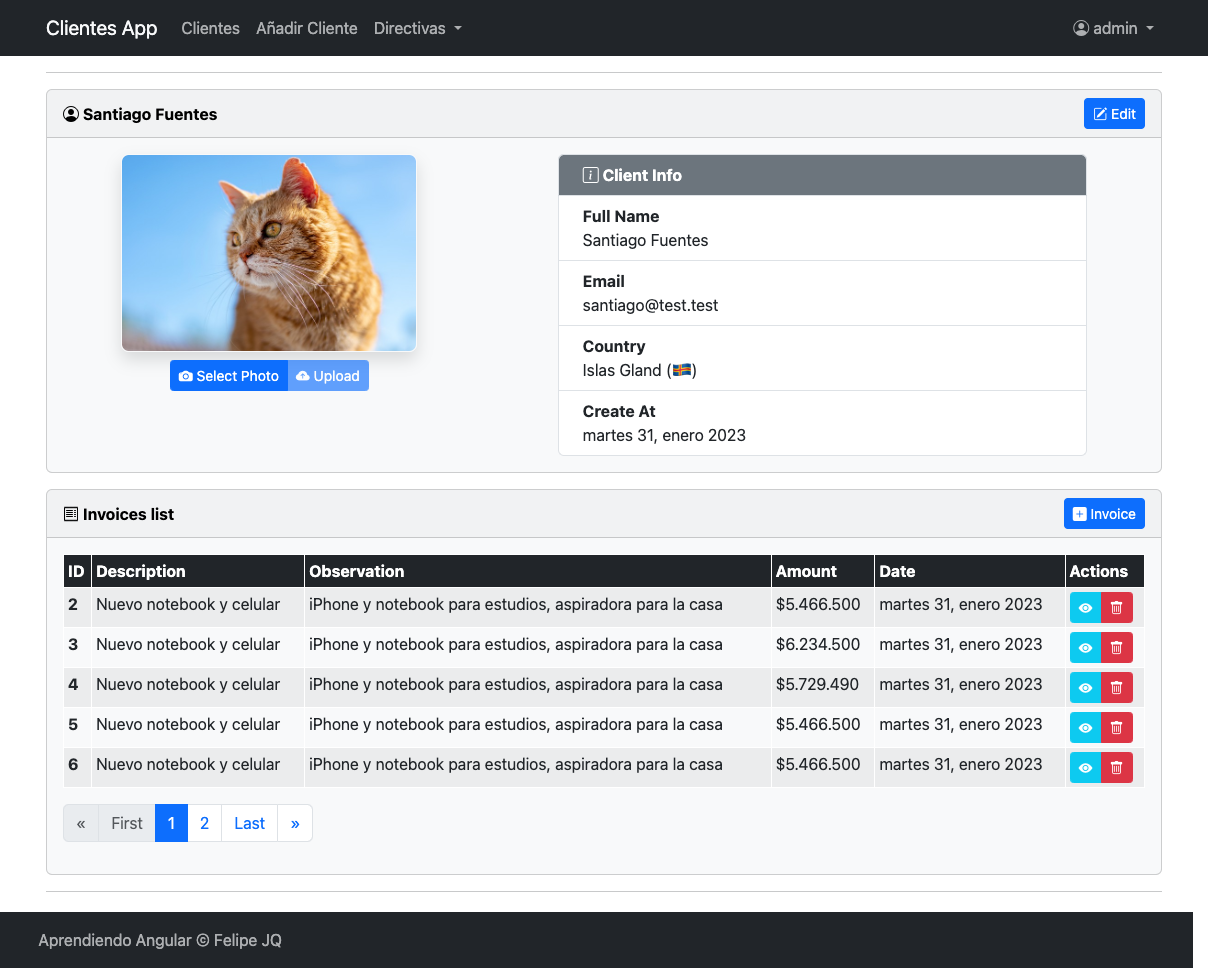 Clientes App Clientes Añadir Cliente Directivas admin
Santiago Fuentes Edit
Client Info
Full Name
Santiago Fuentes
Email
santiago@test.test
Country
Islas Gland (🇦🇽)
Create At
martes 31, enero 2023
Select Photo Upload
Invoices list Invoice
ID Description Observation Amount Date Actions
2 Nuevo notebook y celular iPhone y notebook para estudios, aspiradora para la casa $5.466.500 martes 31, enero 2023
3 Nuevo notebook y celular iPhone y notebook para estudios, aspiradora para la casa $6.234.500 martes 31, enero 2023
4 Nuevo notebook y celular iPhone y notebook para estudios, aspiradora para la casa $5.729.490 martes 31, enero 2023
5 Nuevo notebook y celular iPhone y notebook para estudios, aspiradora para la casa $5.466.500 martes 31, enero 2023
6 Nuevo notebook y celular iPhone y notebook para estudios, aspiradora para la casa $5.466.500 martes 31, enero 2023
« First 1 2 Last »
Aprendiendo Angular © Felipe JQ